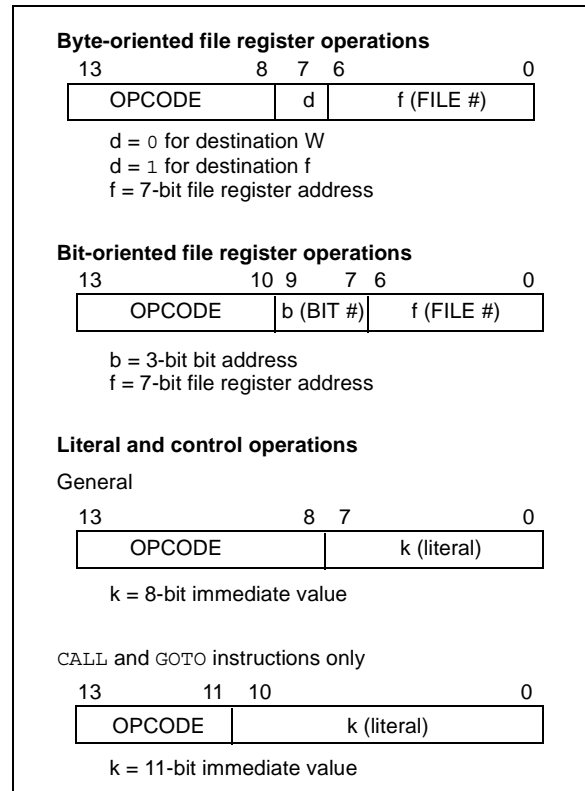 Byte-oriented file register operations
13 8 7 6 0
OPCODE d f (FILE #)
d = 0 for destination W
d = 1 for destination f
f = 7-bit file register address
Bit-oriented file register operations
13 10 9 7 6 0
OPCODE b (BIT #) f (FILE #)
b = 3-bit bit address
f = 7-bit file register address
Literal and control operations
General
13 8 7 0
OPCODE k (literal)
k = 8-bit immediate value
CALL and GOTO instructions only
13 11 10 0
OPCODE k (literal)
k = 11-bit immediate value